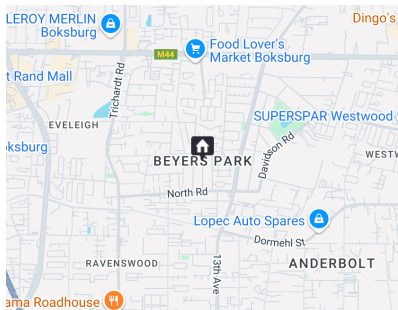 LEROY MERLIN
Boksburg
Dingo's
M44
Food Lover's
Market Boksburg
t Rand Mall
Trichardt Rd
SUPERSPAR Westwood
EVELEIGH
Davidson Rd
oksburg
BEYERS PARK
WESTW
North Rd
Lopec Auto Spares
Dormehl St
RAVENSWOOD
13th Ave
ANDERBOLT
ama Roadhouse